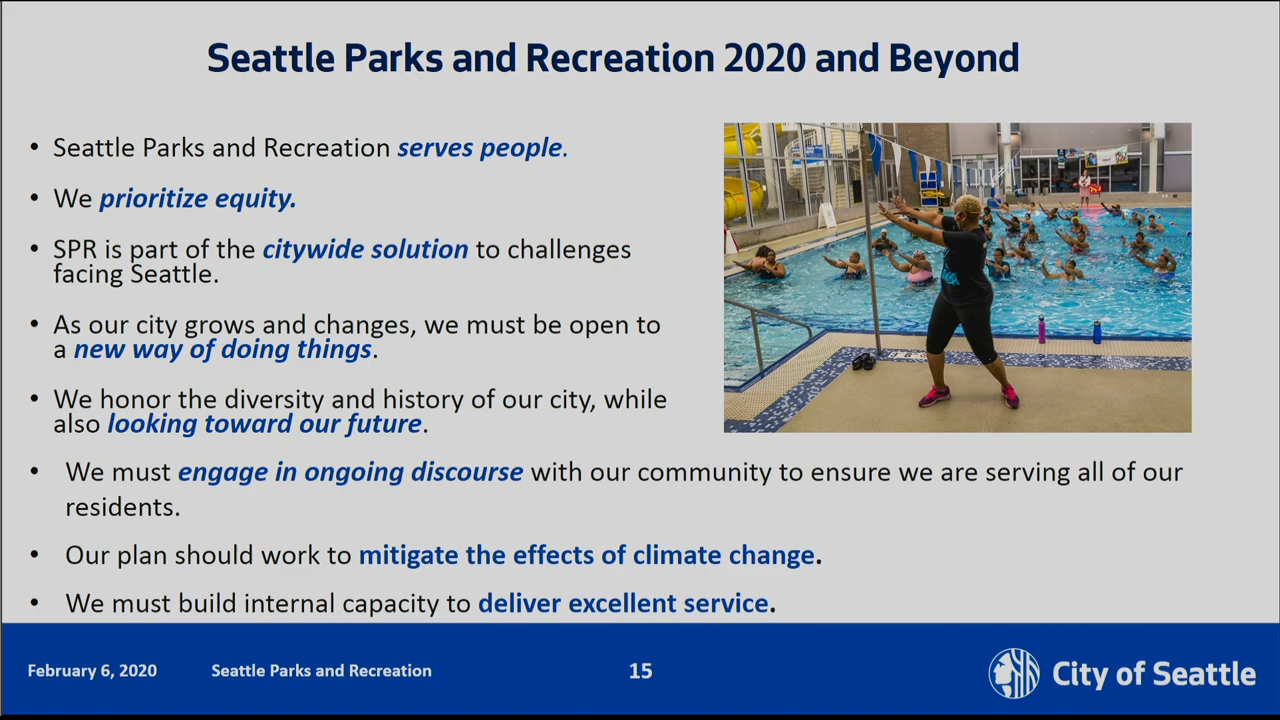 Seattle Parks and Recreation 2020 and Beyond
• Seattle Parks and Recreation serves people.
• We prioritize equity.
• SPR is part of the citywide solution to challenges
facing Seattle.
• As our city grows and changes, we must be open to
a new way of doing things.
• We honor the diversity and history of our city, while
also looking toward our future.
• We must engage in ongoing discourse with our community to ensure we are serving all of our
residents.
• Our plan should work to mitigate the effects of climate change.
• We must build internal capacity to deliver excellent service.
February 6, 2020 Seattle Parks and Recreation 15 City of Seattle